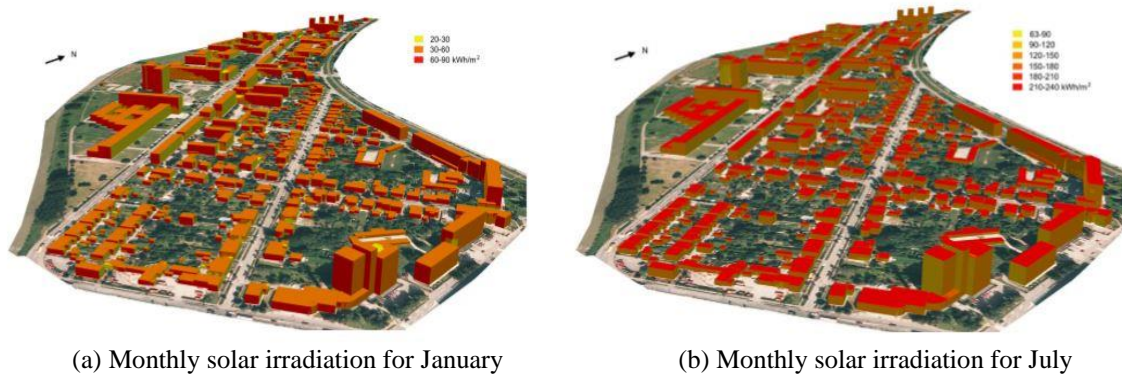 N
20-30
30-60
60-90 kWh/m²
N
63-90
90-120
120-150
150-180
180-210
210-240 kWh/m²
(a) Monthly solar irradiation for January
(b) Monthly solar irradiation for July